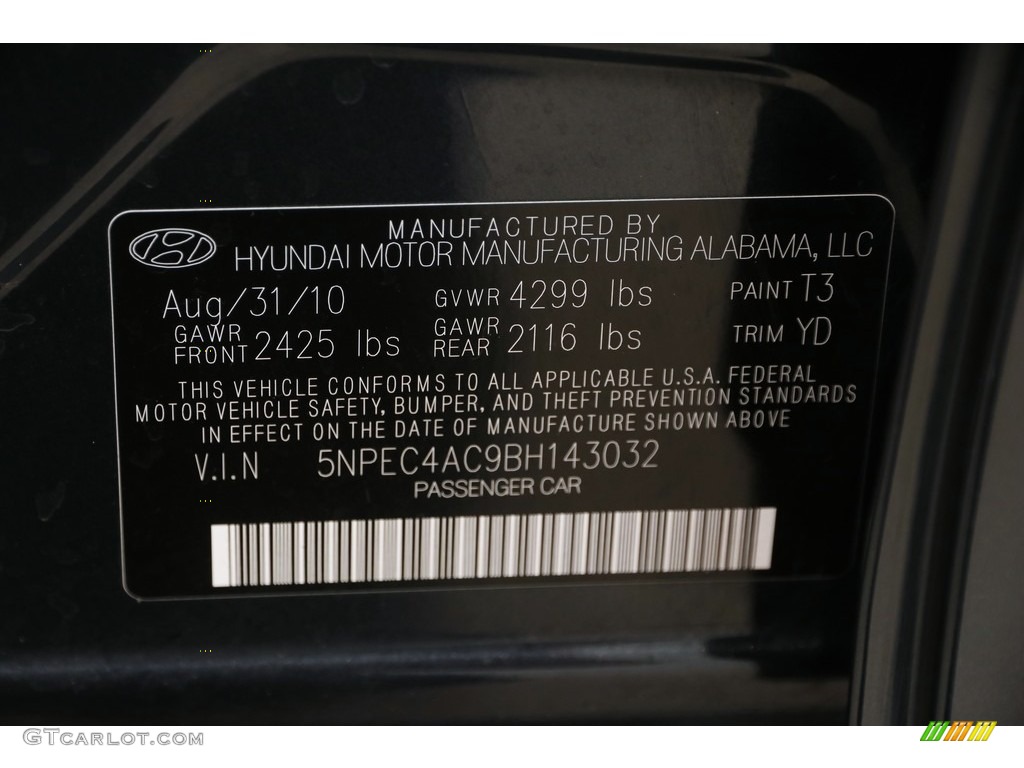 MANUFACTURED BY
HYUNDAI MOTOR MANUFACTURING ALABAMA, LLC
Aug/31/10 GVWR 4299 lbs PAINT T3
GAWR FRONT 2425 lbs GAWR REAR 2116 lbs TRIM YD
THIS VEHICLE CONFORMS TO ALL APPLICABLE U.S.A. FEDERAL
MOTOR VEHICLE SAFETY, BUMPER, AND THEFT PREVENTION STANDARDS
IN EFFECT ON THE DATE OF MANUFACTURE SHOWN ABOVE
V.I.N 5NPEC4AC9BH143032
PASSENGER CAR
GTCarLot.com